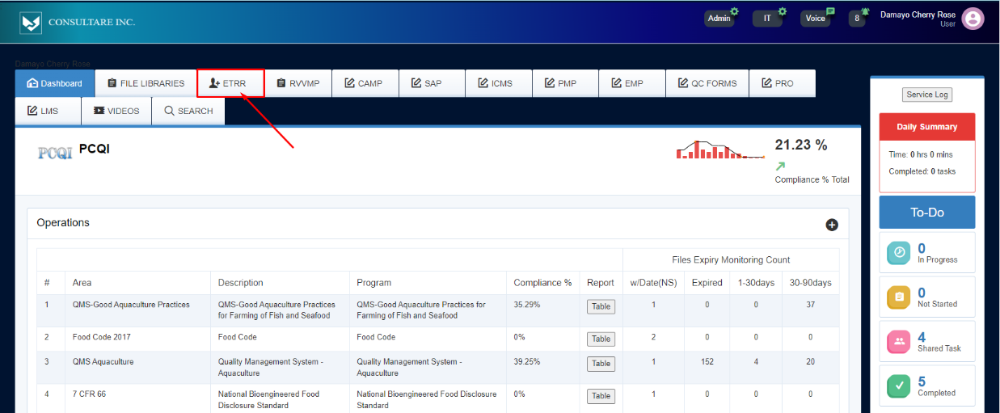 CONSULTARE INC.
Admin
IT
Voice
8
Damayo Cherry Rose
User
Damayo Cherry Rose
Dashboard
FILE LIBRARIES
ETRR
RVVMP
CAMP
SAP
ICMS
PMP
EMP
QC FORMS
PRO
LMS
VIDEOS
SEARCH
PCQI PCQI
21.23 %
Compliance % Total
Operations
Files Expiry Monitoring Count
# Area Description Program Compliance % Report w/Date(NS) Expired 1-30days 30-90days
1 QMS-Good Aquaculture Practices QMS-Good Aquaculture Practices QMS-Good Aquaculture Practices for 35.29% Table 1 0 0 37
for Farming of Fish and Seafood Farming of Fish and Seafood
2 Food Code 2017 Food Code Food Code 0% Table 2 0 0 0
3 QMS Aquaculture Quality Management System - Quality Management System - 39.25% Table 1 152 4 20
Aquaculture Aquaculture
4 7 CFR 66 National Bioengineered Food National Bioengineered Food Disclosure 0% Table 1 0 0 0
Disclosure Standard Standard
Service Log
Daily Summary
Time: 0 hrs 0 mins
Completed: 0 tasks
To-Do
0
In Progress
0
Not Started
4
Shared Task
5
Completed